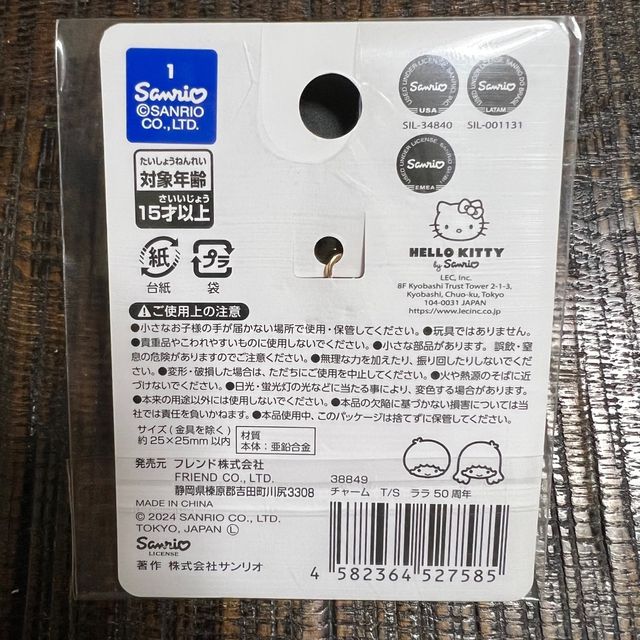 1
Sanrio
©SANRIO
CO., LTD.
USED UNDER LICENSE
Sanrio
USA
SIL-34840
Sanrio
LATAM
SIL-001131
USED UNDER LICENSE
Sanrio
EMEA
たいしょうねんれい
対象年齢
さいいじょう
15才以上
紙
台紙
プラ
袋
HELLO KITTY
by Sanrio
LEC, Inc.
8F Kyobashi Trust Tower 2-1-3,
Kyobashi, Chuo-ku, Tokyo
104-0031 JAPAN
https://www.lecinc.co.jp
ご使用上の注意
●小さなお子様の手が届かない場所で使用・保管してください。●玩具ではありません。
●貴重品やこわれやすいものに使用しないでください。●小さな部品があります。誤飲・窒
息の危険がありますのでご注意ください。●無理な力を加えたり、振り回したりしないでくだ
さい。●変形・破損した場合は、ただちにご使用を中止してください。●火や熱源のそばに近
づけないでください。●日光・蛍光灯の光などに当たる事により、変色する場合があります。
●本来の用途以外には使用しないでください。●本品の欠陥に基づかない損害については当
社では責任を負いかねます。●本品使用中、このパッケージは捨てずに保管してください。
サイズ(金具を除く)
約25×25mm以内
材質
本体:亜鉛合金
発売元 フレンド株式会社
FRIEND CO., LTD.
静岡県榛原郡吉田町川尻3308
MADE IN CHINA
© 2024 SANRIO CO., LTD.
TOKYO, JAPAN Ⓛ
Sanrio
LICENSE
著作 株式会社サンリオ
38849
チャーム T/S ララ 50周年
4 582364 527585